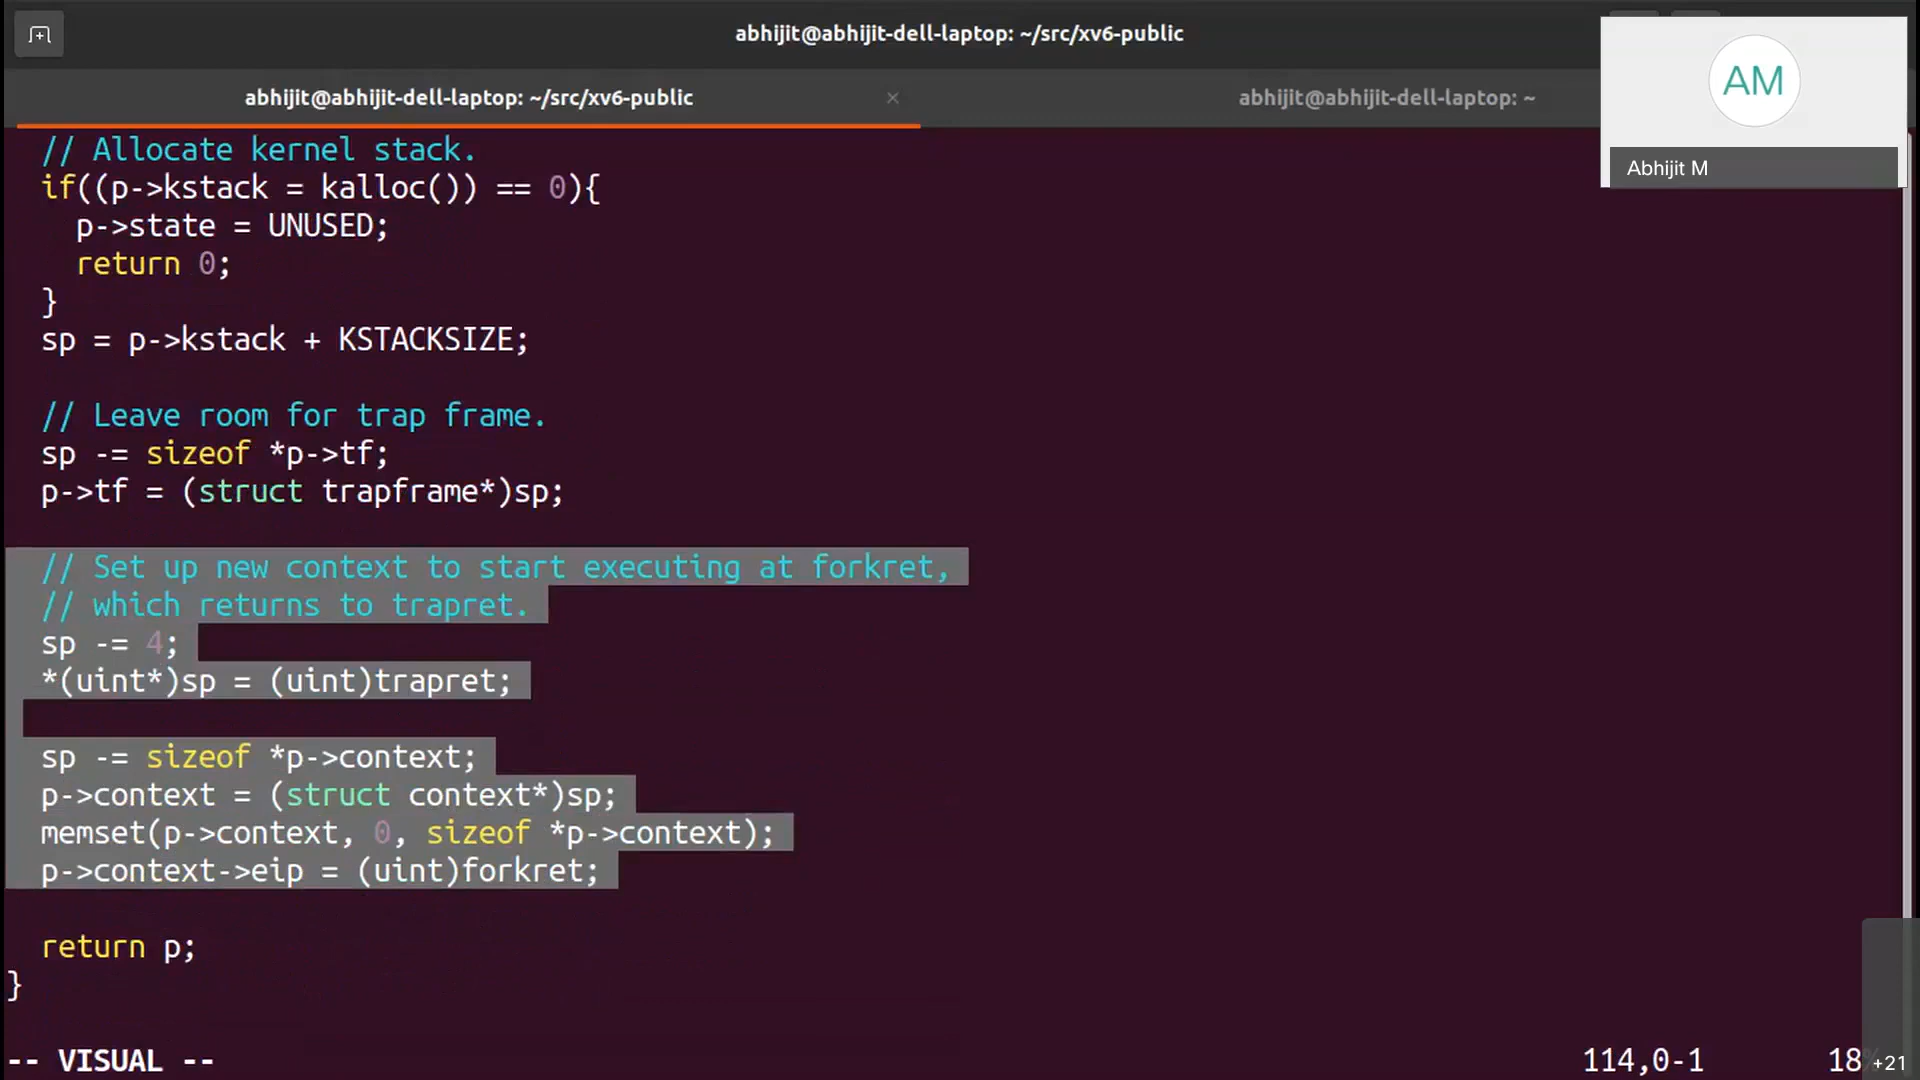 abhijit@abhijit-dell-laptop: ~/src/xv6-public
abhijit@abhijit-dell-laptop: ~/src/xv6-public ×
abhijit@abhijit-dell-laptop: ~
AM
Abhijit M
// Allocate kernel stack.
if((p->kstack = kalloc()) == 0){
p->state = UNUSED;
return 0;
}
sp = p->kstack + KSTACKSIZE;
// Leave room for trap frame.
sp -= sizeof *p->tf;
p->tf = (struct trapframe*)sp;
// Set up new context to start executing at forkret,
// which returns to trapret.
sp -= 4;
*(uint*)sp = (uint)trapret;
sp -= sizeof *p->context;
p->context = (struct context*)sp;
memset(p->context, 0, sizeof *p->context);
p->context->eip = (uint)forkret;
return p;
}
-- VISUAL --
114,0-1
18%
+21